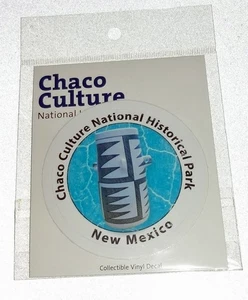 Chaco
Culture
National
Chaco Culture National Historical Park
New Mexico
Collectible Vinyl Decal